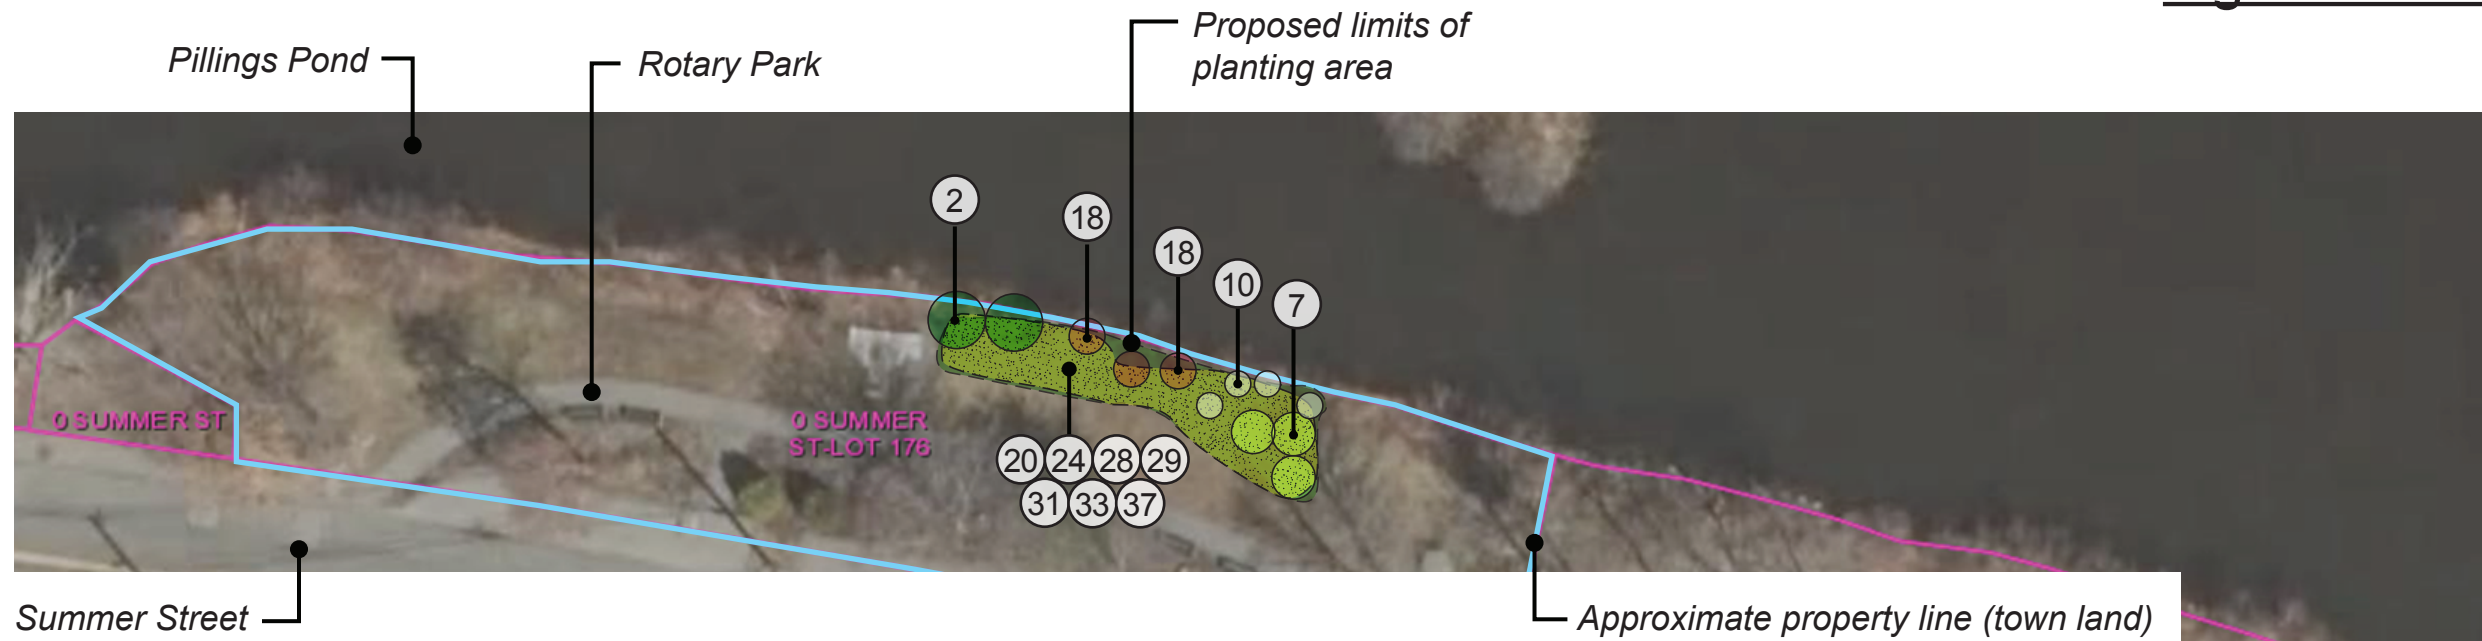 Proposed limits of
planting area
Pillings Pond
Rotary Park
2
18
18
10
7
0 SUMMER ST
0 SUMMER
ST-LOT 176
20 24 28 29
31 33 37
Summer Street
Approximate property line (town land)